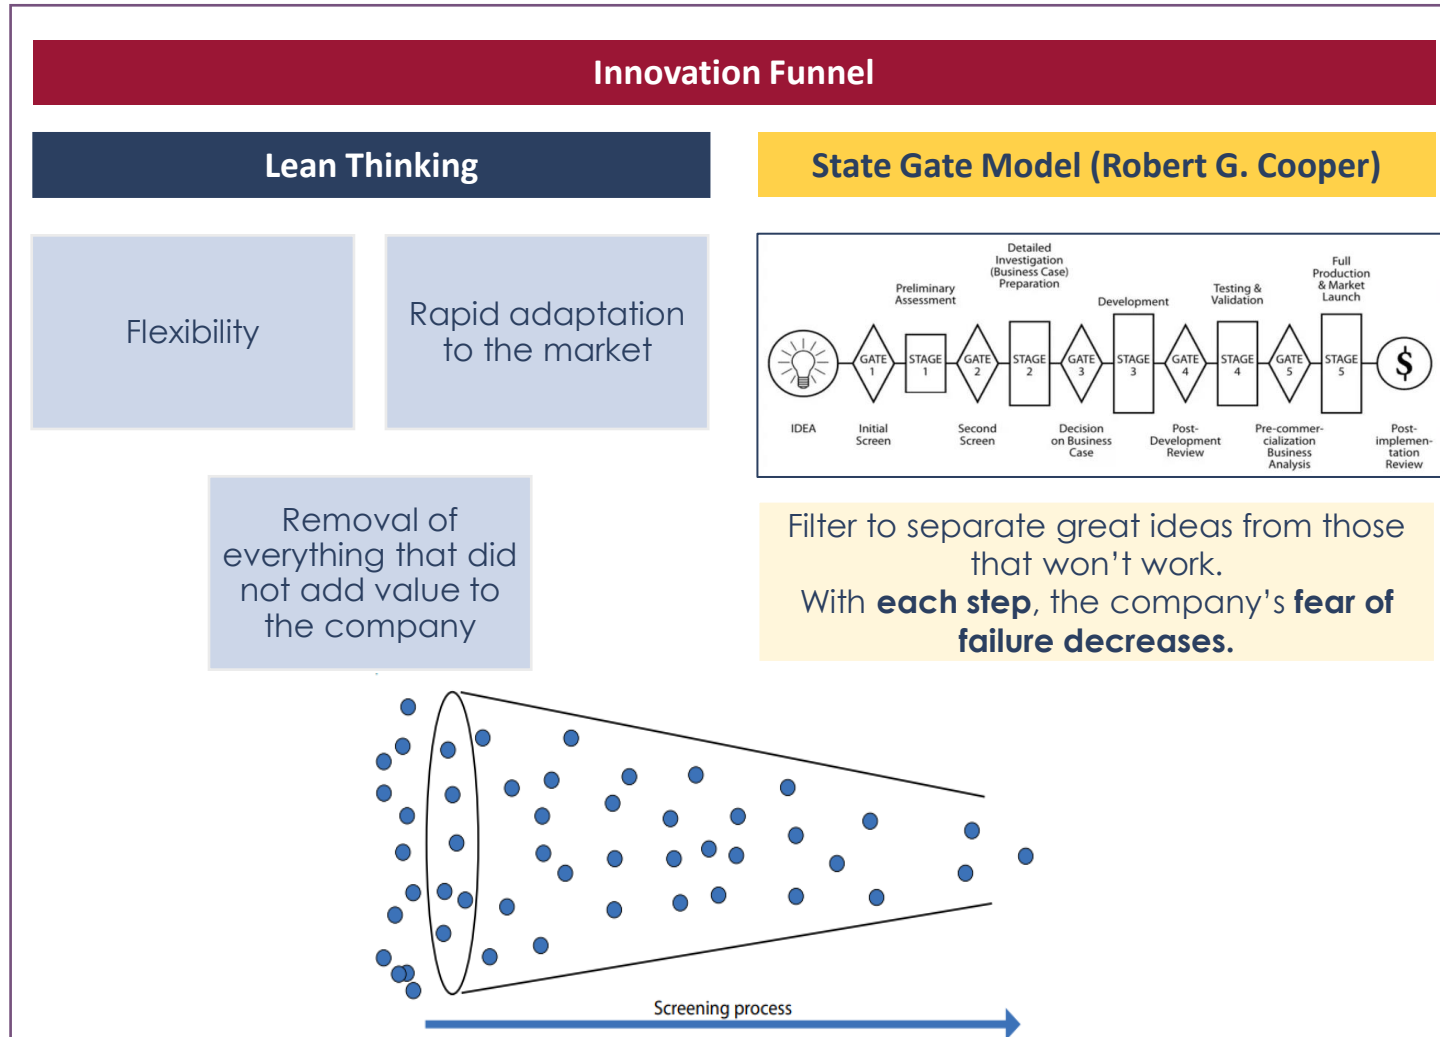 Innovation Funnel
Lean Thinking
Flexibility
Rapid adaptation
to the market
Removal of
everything that did
not add value to
the company
State Gate Model (Robert G. Cooper)
Preliminary
Assessment
Detailed
Investigation
(Business Case)
Preparation
Development
Testing &
Validation
Full
Production
& Market
Launch
GATE
1
STAGE
1
GATE
2
STAGE
2
GATE
3
STAGE
3
GATE
4
STAGE
4
GATE
5
STAGE
5
$
IDEA
Initial
Screen
Second
Screen
Decision
on Business
Case
Post-
Development
Review
Pre-commer-
cialization
Business
Analysis
Post-
implemen-
tation
Review
Filter to separate great ideas from those
that won’t work.
With each step, the company’s fear of
failure decreases.
Screening process